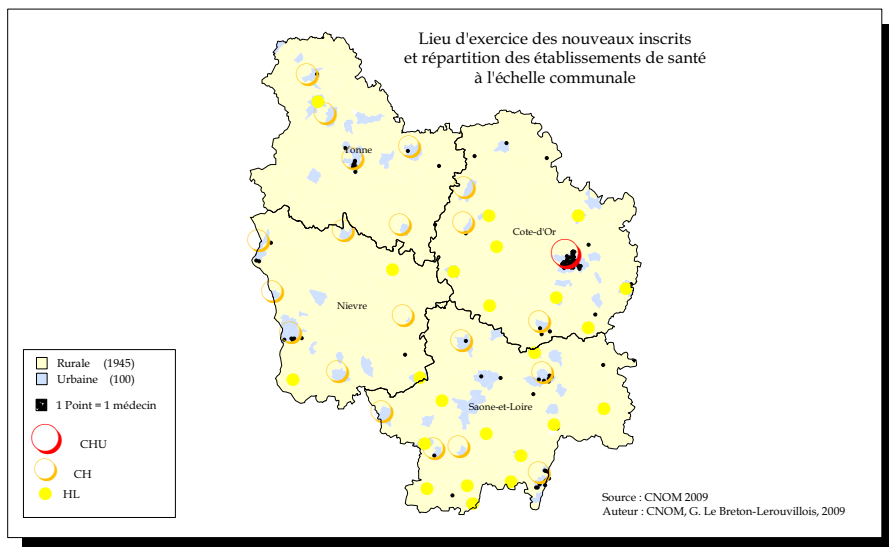 Lieu d'exercice des nouveaux inscrits
et répartition des établissements de santé
à l'échelle communale
Yonne
Cote-d'Or
Nievre
Saone-et-Loire
Rurale (1945)
Urbaine (100)
1 Point = 1 médecin
CHU
CH
HL
Source : CNOM 2009
Auteur : CNOM, G. Le Breton-Lerouvillois, 2009